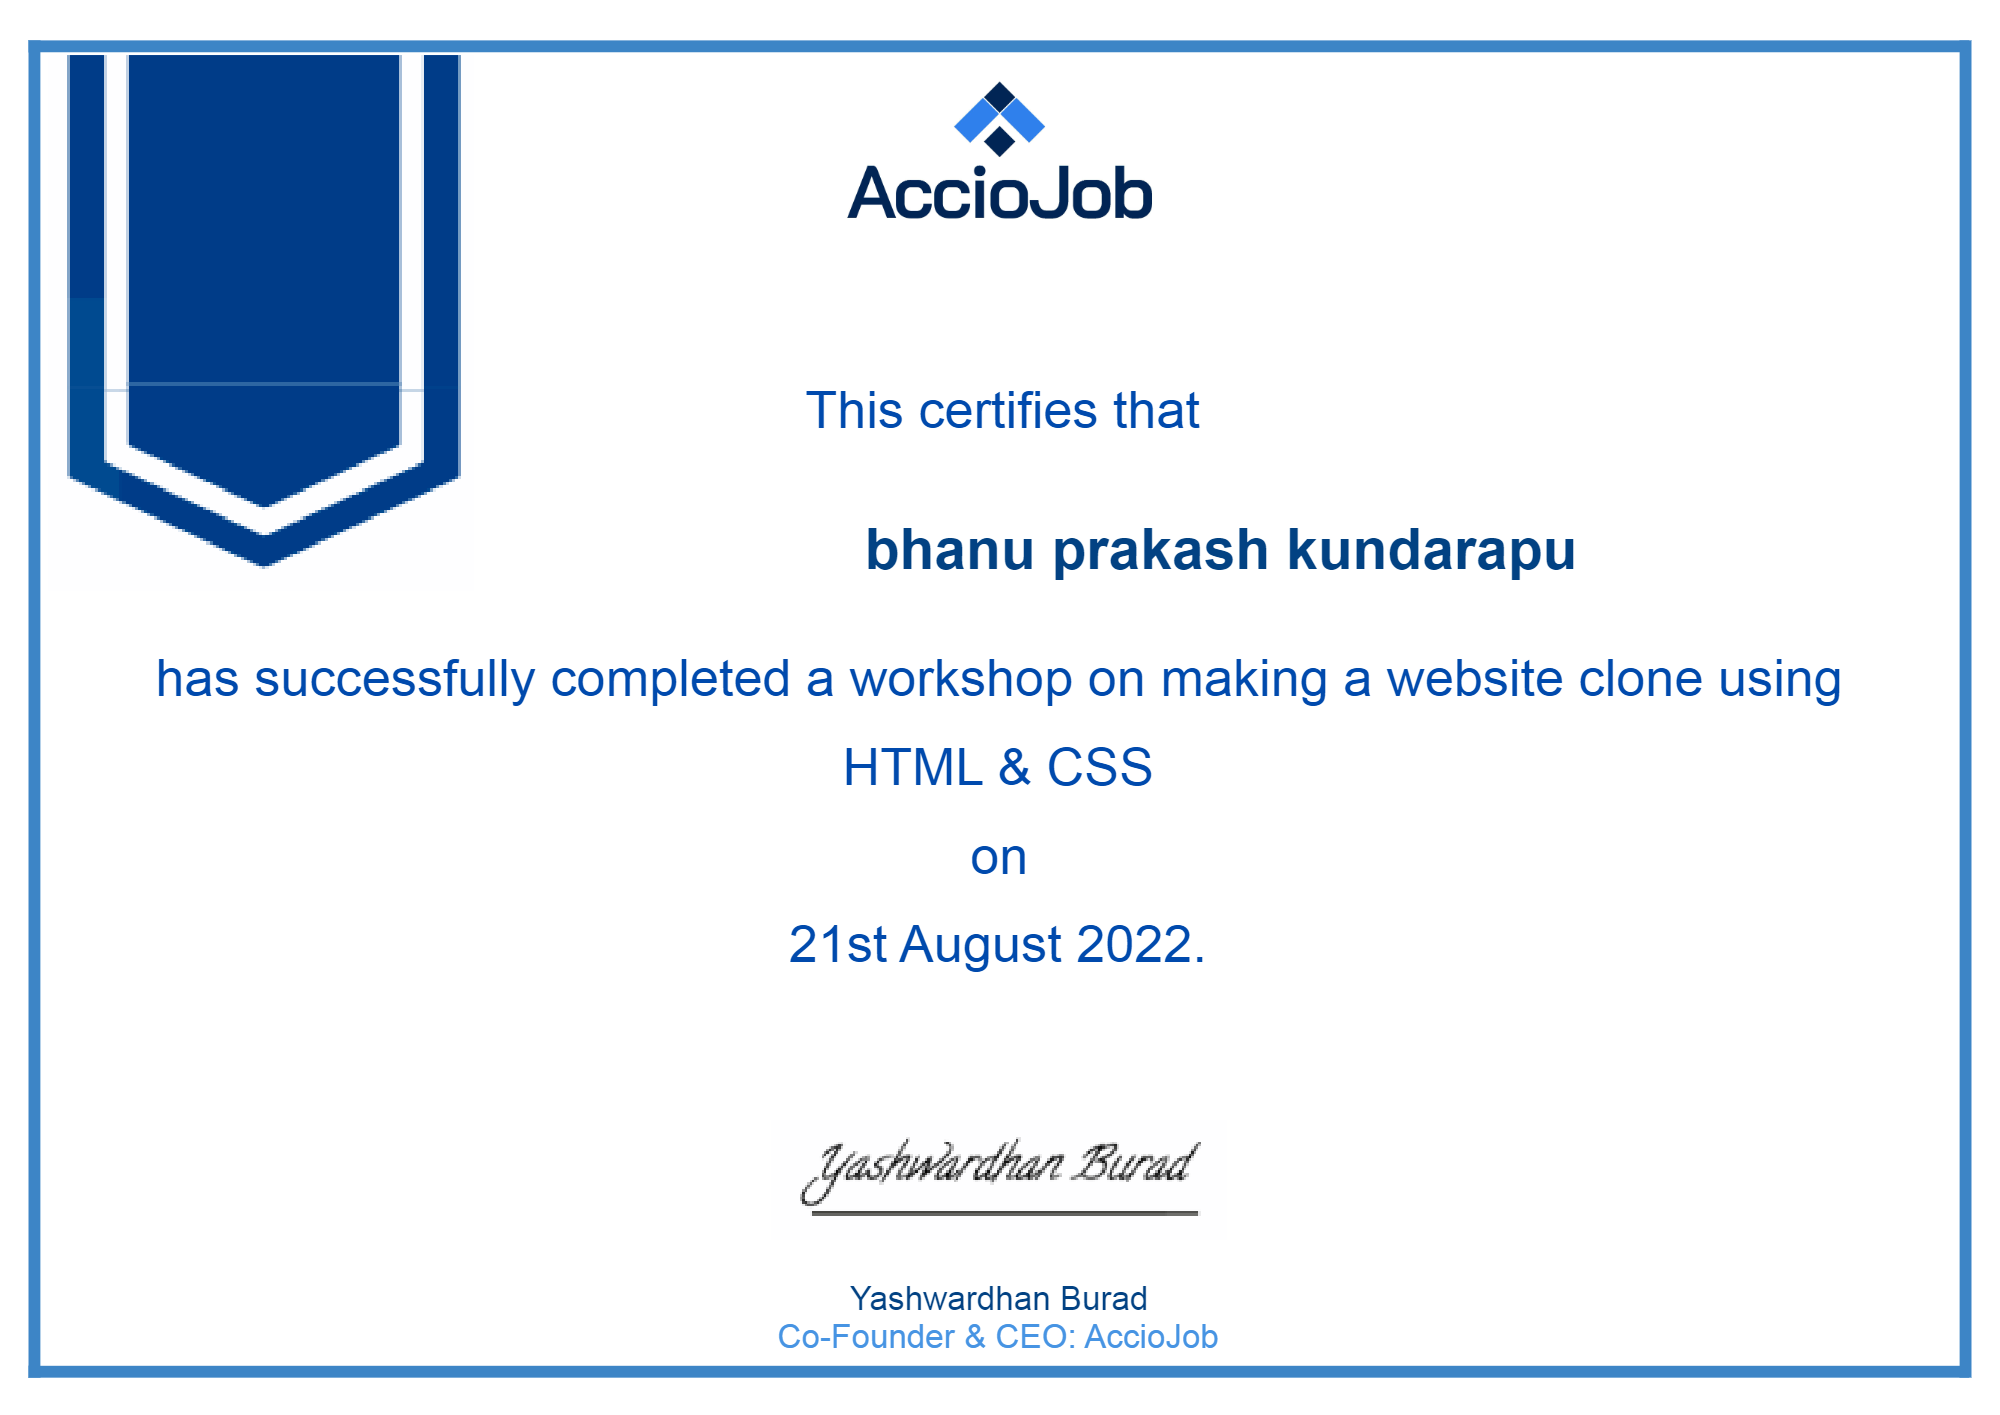 AccioJob
This certifies that
bhanu prakash kundarapu
has successfully completed a workshop on making a website clone using
HTML & CSS
on
21st August 2022.
Yashwardhan Burad
Yashwardhan Burad
Co-Founder & CEO: AccioJob